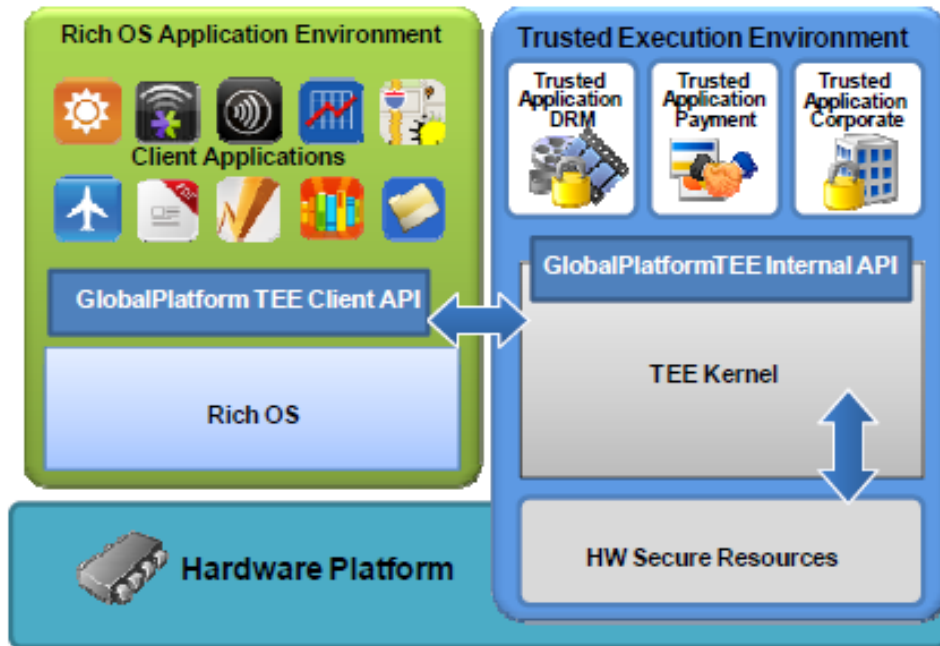 Rich OS Application Environment
Client Applications
PDF
GlobalPlatform TEE Client API
Rich OS
Trusted Execution Environment
Trusted
Application
DRM
Trusted
Application
Payment
Trusted
Application
Corporate
GlobalPlatformTEE Internal API
TEE Kernel
HW Secure Resources
Hardware Platform